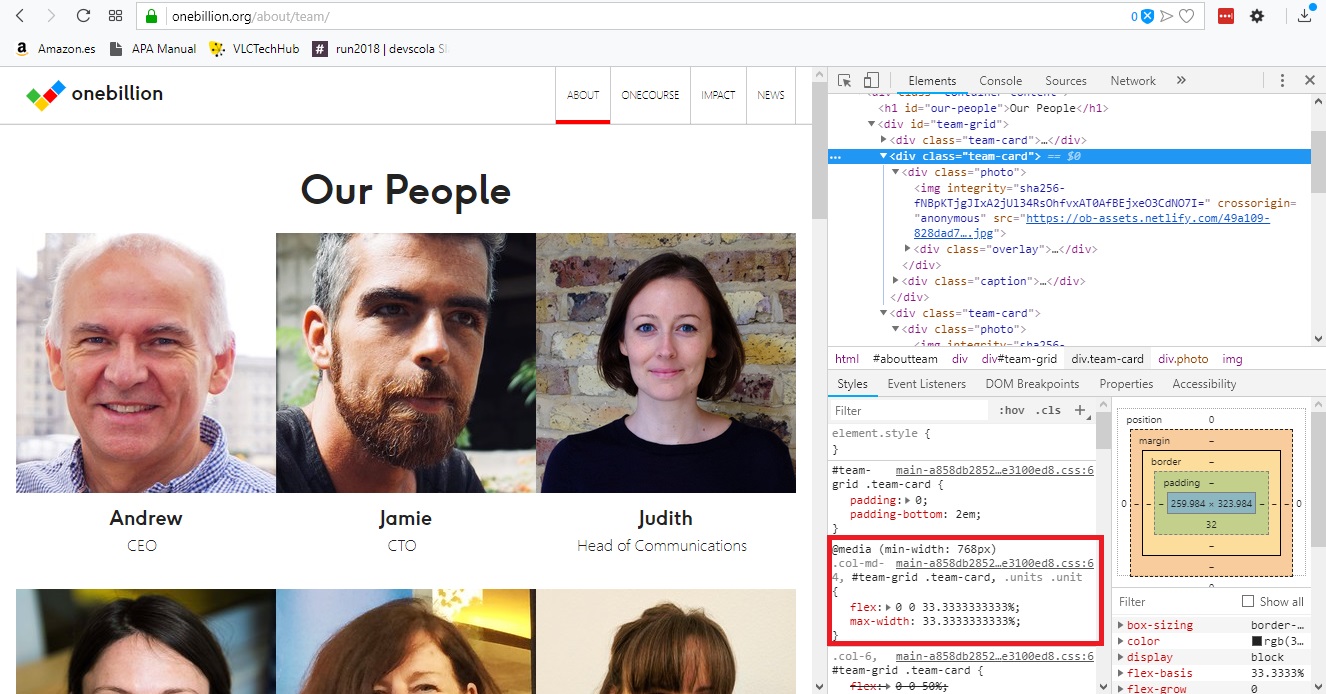 onebillion.org/about/team/
0
Amazon.es
APA Manual
VLCTechHub
#
run2018 | devscola
onebillion
ABOUT
ONECOURSE
IMPACT
NEWS
Our People
Andrew
Jamie
Judith
CEO
CTO
Head of Communications
Elements
Console
Sources
Network
»
<h1 id="our-people">Our People</h1>
▼<div id="team-grid">
▶<div class="team-card">…</div>
… ▼<div class="team-card"> == $0
▼<div class="photo">
<img integrity="sha256-
fNBpKTjgJIxA2jUl34RsOhfvxAT0AfBEjxeO3CdNO7I=" crossorigin=
"anonymous" src="https://ob-assets.netlify.com/49a109-
828dad7….jpg">
▶<div class="overlay">…</div>
</div>
▶<div class="caption">…</div>
</div>
▼<div class="team-card">
▼<div class="photo">
<img integrity="sha256-
html #aboutteam div div#team-grid div.team-card div.photo img
Styles
Event Listeners
DOM Breakpoints
Properties
Accessibility
Filter
:hov .cls +
element.style {
}
#team- main-a858db2852…e3100ed8.css:6
grid .team-card {
padding:▶ 0;
padding-bottom: 2em;
}
@media (min-width: 768px)
.col-md- main-a858db2852…e3100ed8.css:6
4, #team-grid .team-card, .units .unit
{
flex:▶ 0 0 33.3333333333%;
max-width: 33.3333333333%;
}
.col-6, main-a858db2852…e3100ed8.css:6
#team-grid .team-card {
flex:▶ 0 0 50%;
position 0
margin –
border –
padding –
0 – – – 259.984 × 323.984 – – – 0
32
–
–
0
Filter
Show all
▶box-sizing border-…
▶color rgb(3…
▶display block
▶flex-basis 33.3333%
▶flex-grow 0